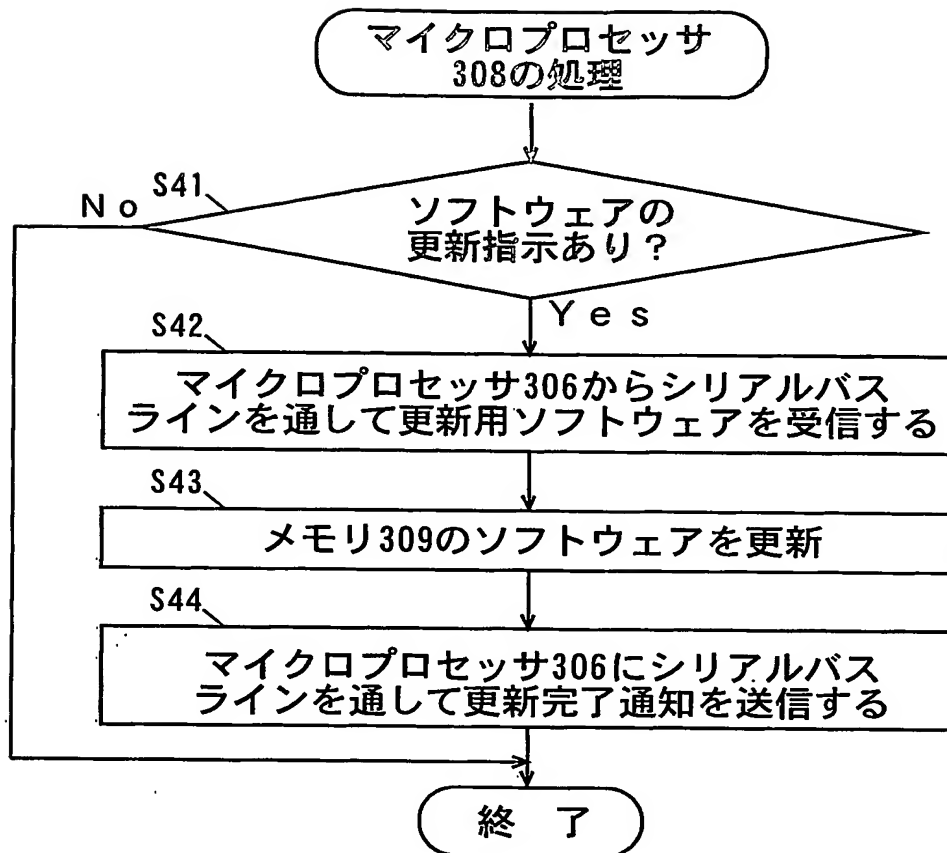 マイクロプロセッサ
308の処理
S41
No
ソフトウェアの
更新指示あり？
Yes
S42
マイクロプロセッサ306からシリアルバス
ラインを通して更新用ソフトウェアを受信する
S43
メモリ309のソフトウェアを更新
S44
マイクロプロセッサ306にシリアルバス
ラインを通して更新完了通知を送信する
終 了